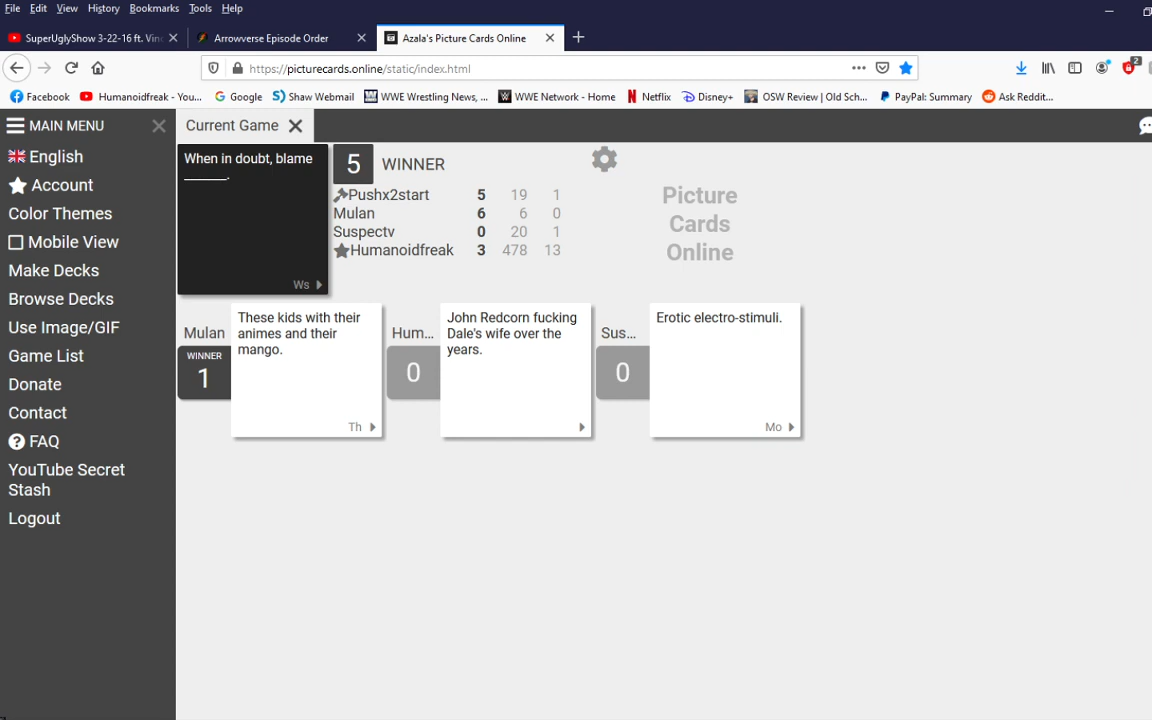 File Edit View History Bookmarks Tools Help
SuperUglyShow 3-22-16 ft. Vinc
Arrowverse Episode Order
Azala's Picture Cards Online
https://picturecards.online/static/index.html
2
Facebook
Humanoidfreak - You...
Google
Shaw Webmail
WWE Wrestling News, ...
WWE Network - Home
Netflix
Disney+
OSW Review | Old Sch...
PayPal: Summary
Ask Reddit...
MAIN MENU
English
Account
Color Themes
Mobile View
Make Decks
Browse Decks
Use Image/GIF
Game List
Donate
Contact
FAQ
YouTube Secret
Stash
Logout
Current Game
When in doubt, blame
______.
Ws
5 WINNER
Pushx2start 5 19 1
Mulan 6 6 0
Suspectv 0 20 1
Humanoidfreak 3 478 13
Picture
Cards
Online
Mulan
WINNER
1
These kids with their
animes and their
mango.
Th
Hum...
0
John Redcorn fucking
Dale's wife over the
years.
Sus...
0
Erotic electro-stimuli.
Mo